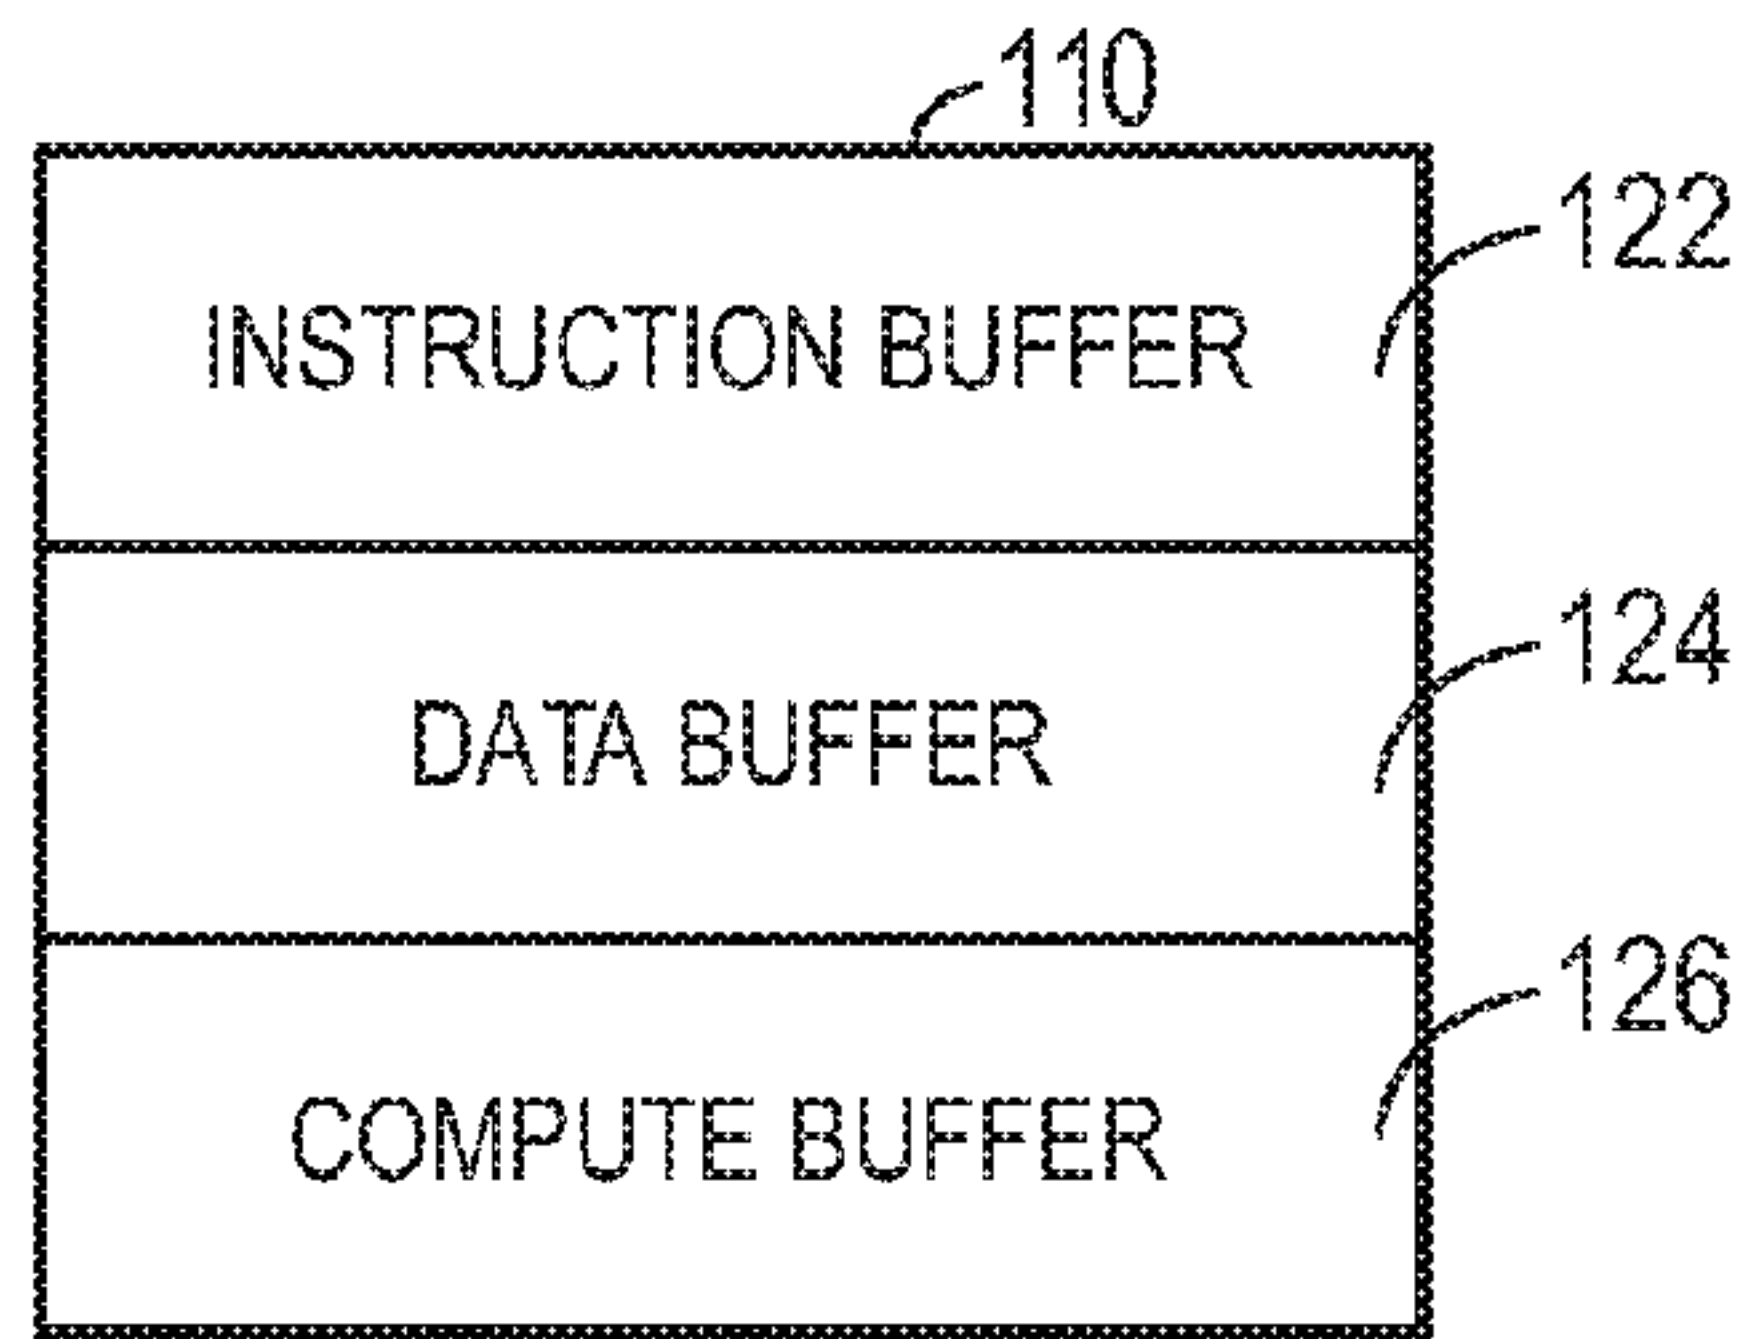 110
122
INSTRUCTION BUFFER
124
DATA BUFFER
126
COMPUTE BUFFER